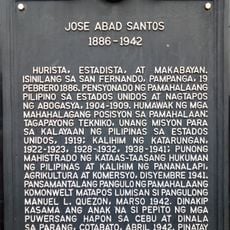 JOSE ABAD SANTOS
1886-1942
HURISTA, ESTADISTA, AT MAKABAYAN.
ISINILANG SA SAN FERNANDO, PAMPANGA, 19
PEBRERO 1886. PENSYONADO NG PAMAHALAANG
PILIPINO SA ESTADOS UNIDOS AT NAGTAPOS
NG ABOGASYA, 1904-1909. HUMAWAK NG MGA
MAHAHALAGANG POSISYON SA PAMAHALAAN:
TAGAPAYONG TEKNIKO, UNANG MISYON PARA
SA KALAYAAN NG PILIPINAS SA ESTADOS
UNIDOS, 1919; KALIHIM NG KATARUNGAN,
1922-1923, 1928-1932, 1938-1941; PUNONG
MAHISTRADO NG KATAAS-TAASANG HUKUMAN
NG PILIPINAS AT KALIHIM NG PANANALAPI,
AGRIKULTURA AT KOMERSYO, DISYEMBRE 1941.
PANSAMANTALANG PANGULO NG PAMAHALAANG
KOMONWELT MATAPOS LUMISAN SI PANGULONG
MANUEL L. QUEZON, MARSO 1942. DINAKIP
KASAMA ANG ANAK NA SI PEPITO NG MGA
PUWERSANG HAPON SA CEBU AT DINALA
SA PARANG, COTABATO, ABRIL 1942. PINATAY